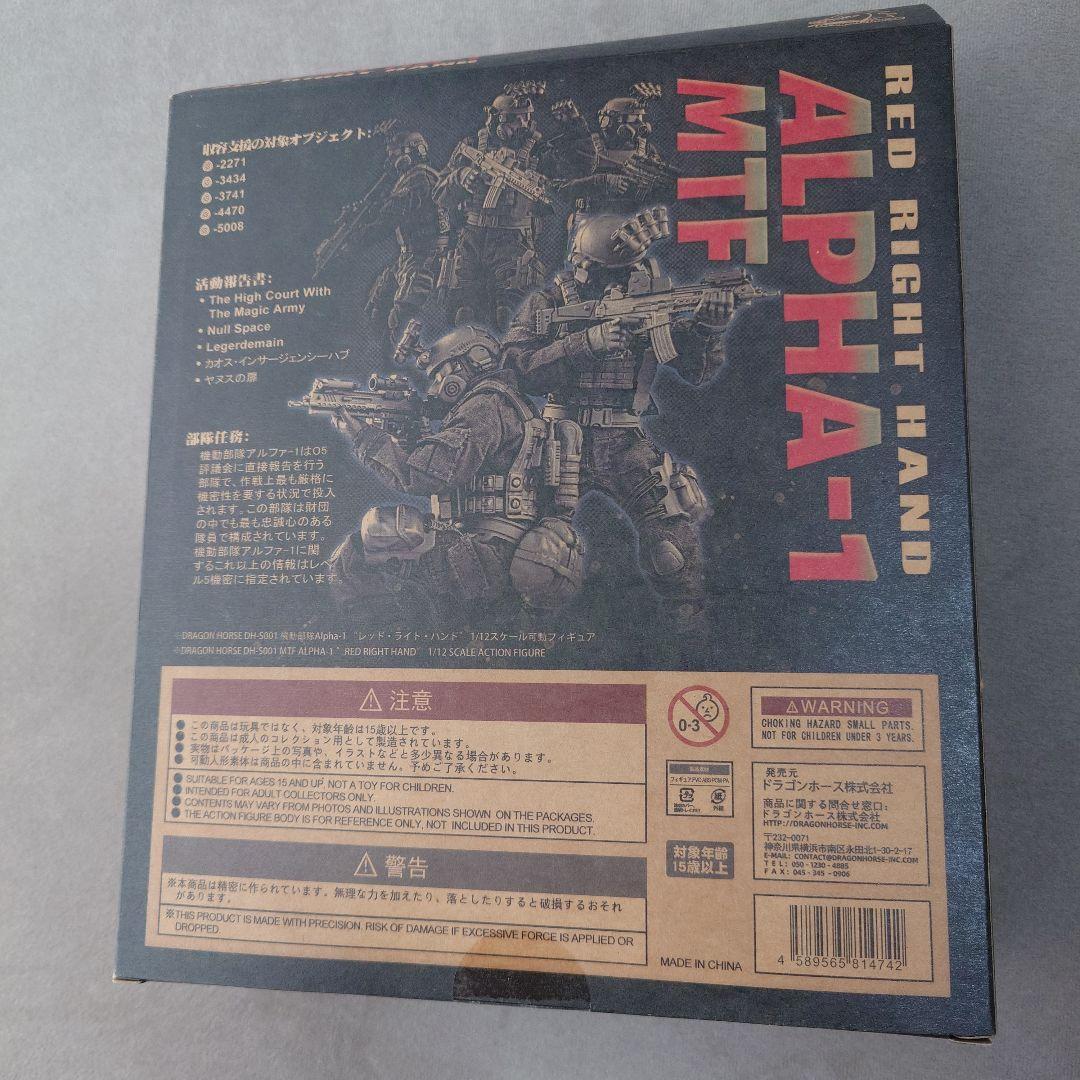 RED RIGHT HAND
ALPHA-1
MTF
収容支援の対象オブジェクト:
-2271
-3434
-3741
-4470
-5008
活動報告書:
• The High Court With
The Magic Army
• Null Space
• Legerdemain
• カオス・インサージェンシーハブ
• ヤヌスの扉
部隊任務:
機動部隊アルファ-1はO5
評議会に直接報告を行う
部隊で、作戦上最も厳格に
機密性を要する状況で投入
されます。この部隊は財団
の中でも最も忠誠心のある
隊員で構成されています。
機動部隊アルファ-1に関
するこれ以上の情報はレベ
ル5機密に指定されています。
※DRAGON HORSE DH-S001 機動部隊Alpha-1 "レッド・ライト・ハンド" 1/12スケール可動フィギュア
※DRAGON HORSE DH-S001 MTF ALPHA-1 "RED RIGHT HAND" 1/12 SCALE ACTION FIGURE
⚠ 注意
● この商品は玩具ではなく、対象年齢は15歳以上です。
● この商品は成人のコレクション用として製造されています。
● 実物はパッケージ上の写真や、イラストなどと多少異なる場合があります。
● 可動人形素体は商品の中に含まれていません。予めご了承ください。
● SUITABLE FOR AGES 15 AND UP. NOT A TOY FOR CHILDREN.
● INTENDED FOR ADULT COLLECTORS ONLY.
● CONTENTS MAY VARY FROM PHOTOS AND ILLUSTRATIONS SHOWN ON THE PACKAGES.
● THE ACTION FIGURE BODY IS FOR REFERENCE ONLY, NOT INCLUDED IN THIS PRODUCT.
⚠ 警告
※本商品は精密に作られています。無理な力を加えたり、落としたりすると破損するおそれ
があります。
※THIS PRODUCT IS MADE WITH PRECISION. RISK OF DAMAGE IF EXCESSIVE FORCE IS APPLIED OR
DROPPED.
0-3
⚠WARNING
CHOKING HAZARD SMALL PARTS.
NOT FOR CHILDREN UNDER 3 YEARS.
対象年齢
15歳以上
発売元
ドラゴンホース株式会社
商品に関する問合せ窓口:
ドラゴンホース株式会社
HTTP://DRAGONHORSE-INC.COM
〒232-0071
神奈川県横浜市南区永田北1-30-2-17
E-MAIL: CONTACT@DRAGONHORSE-INC.COM
TEL: 050-1230-4885
FAX: 045-345-0906
MADE IN CHINA
4 589565 814742